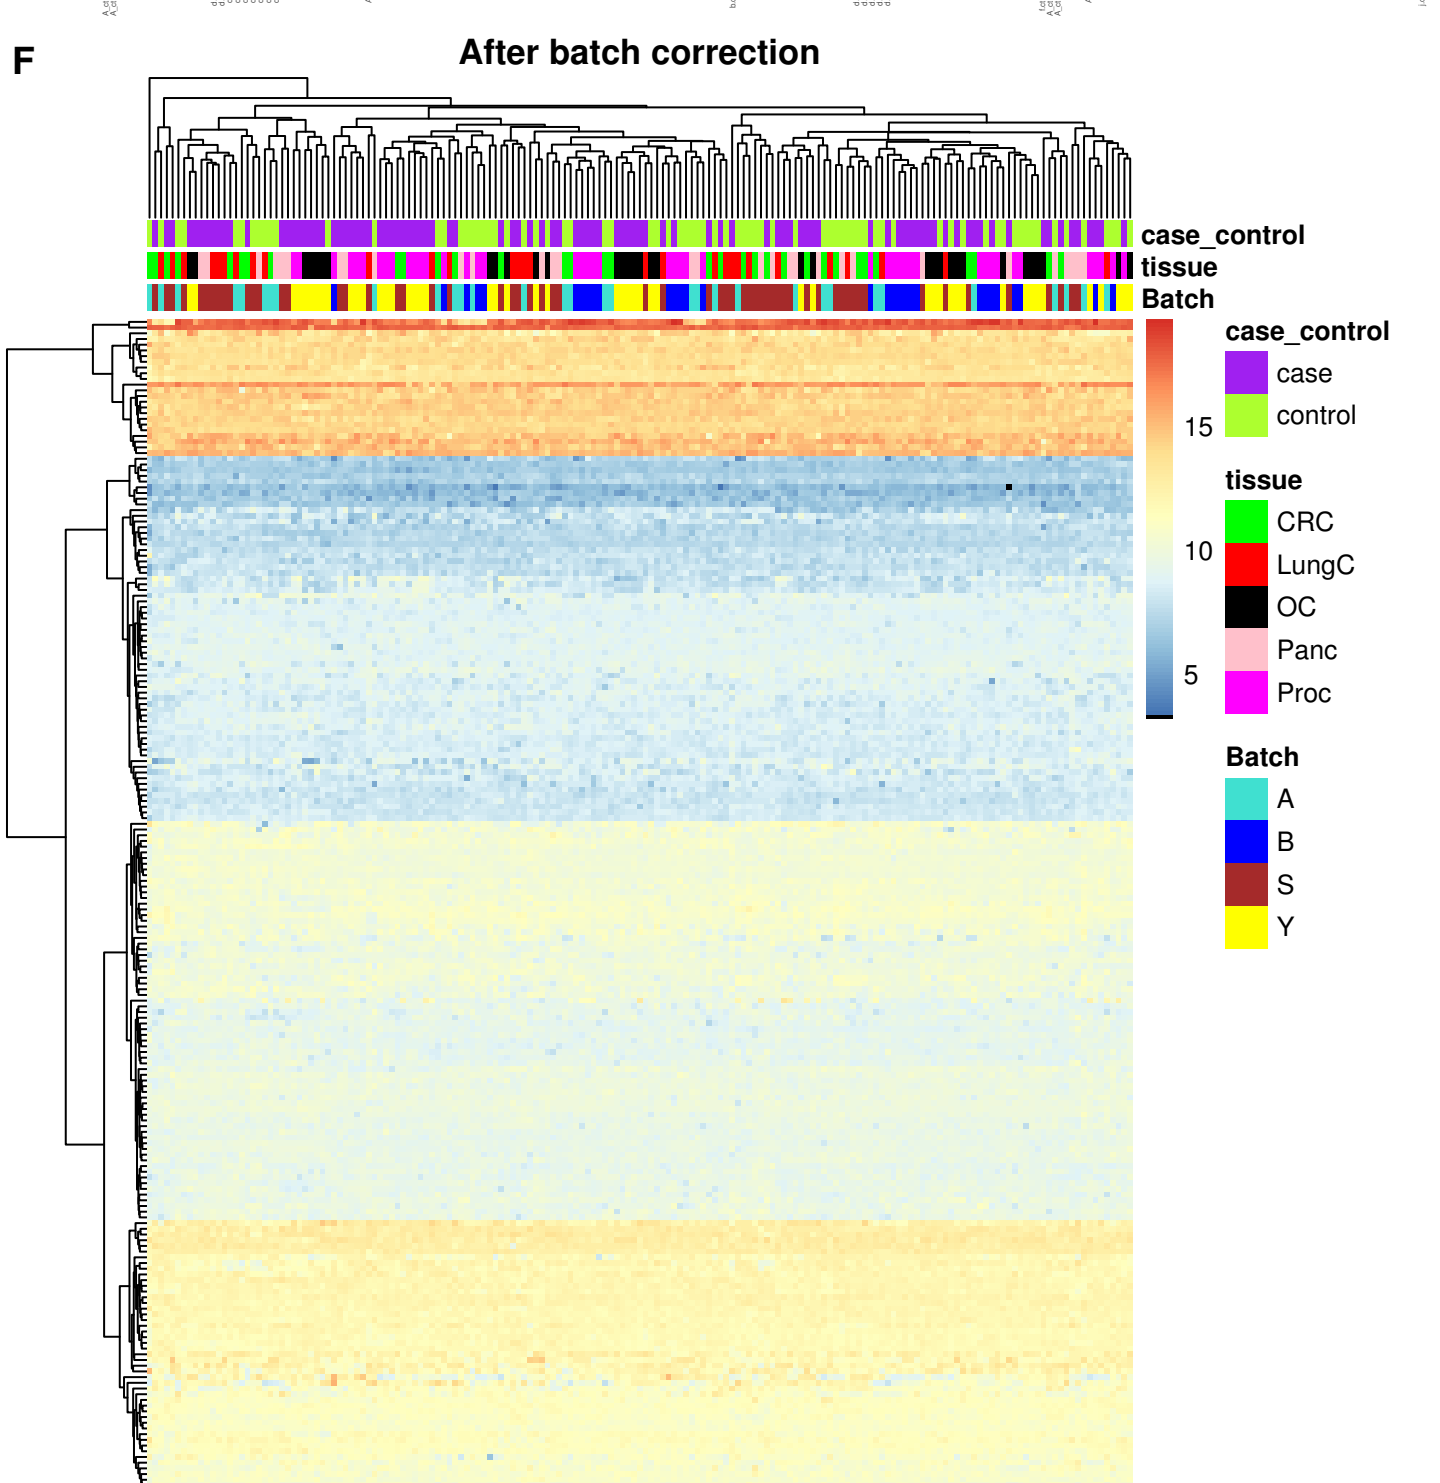 F
After batch correction
case_control
tissue
Batch
15
10
5
case_control
case
control
tissue
CRC
LungC
OC
Panc
Proc
Batch
A
B
S
Y